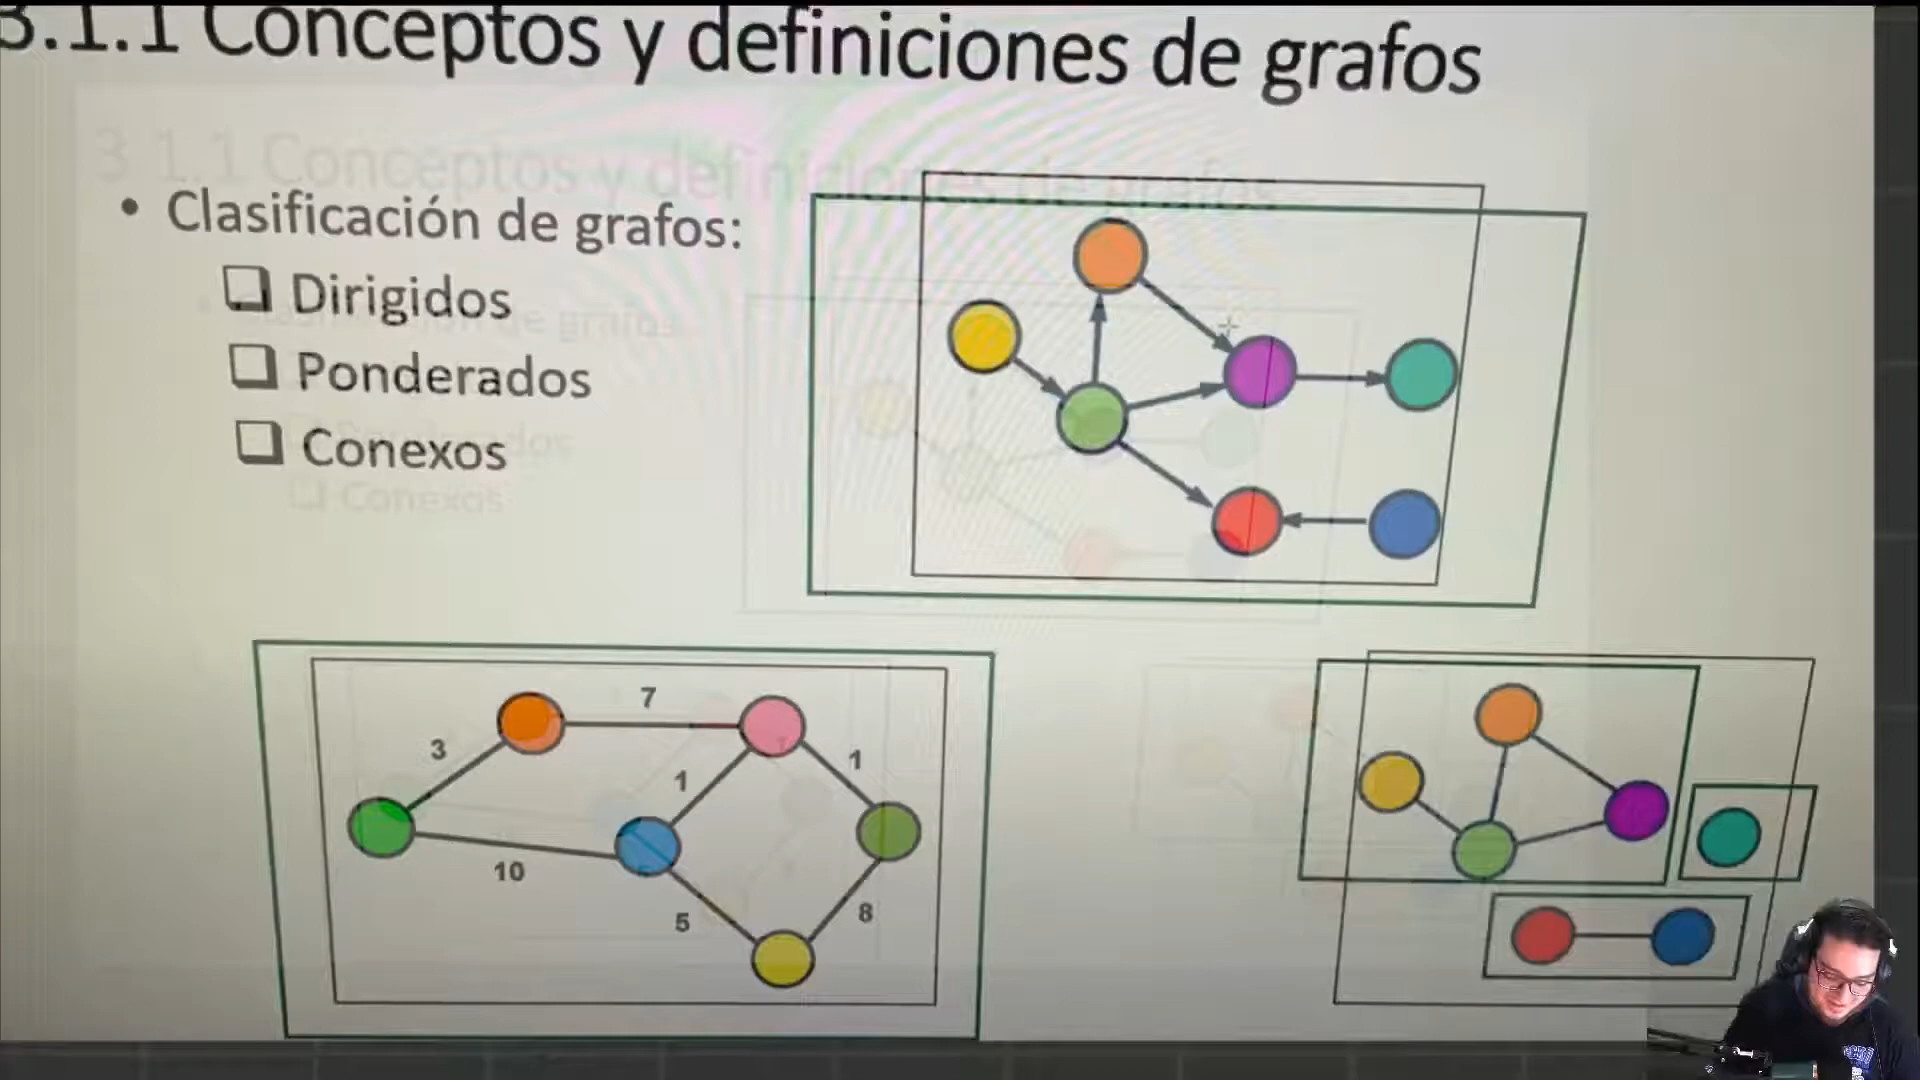 3.1.1 Conceptos y definiciones de grafos
3.1.1 Conceptos y definiciones de grafos
• Clasificación de grafos:
❑ Dirigidos
❑ Ponderados
❑ Conexos
❑ Conexos
7
3
1
1
10
5
8